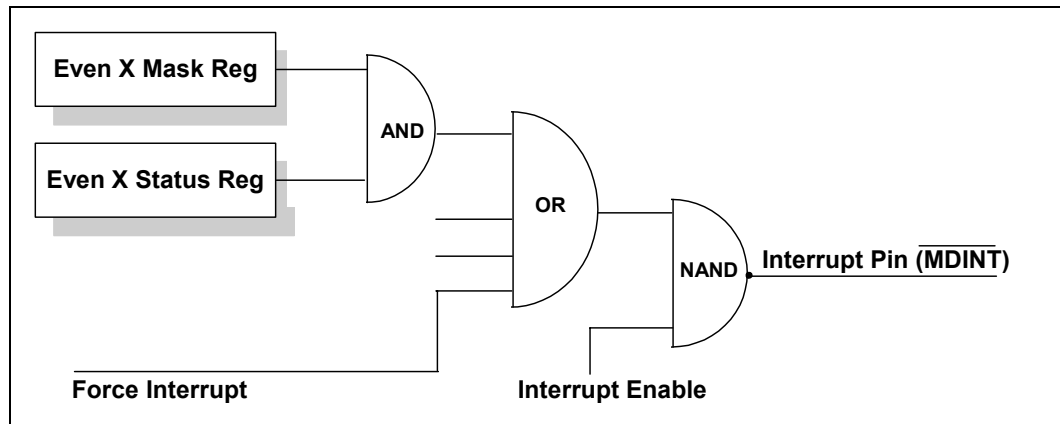 Even X Mask Reg
AND
Even X Status Reg
OR
NAND
Interrupt Pin (MDINT)
Force Interrupt
Interrupt Enable